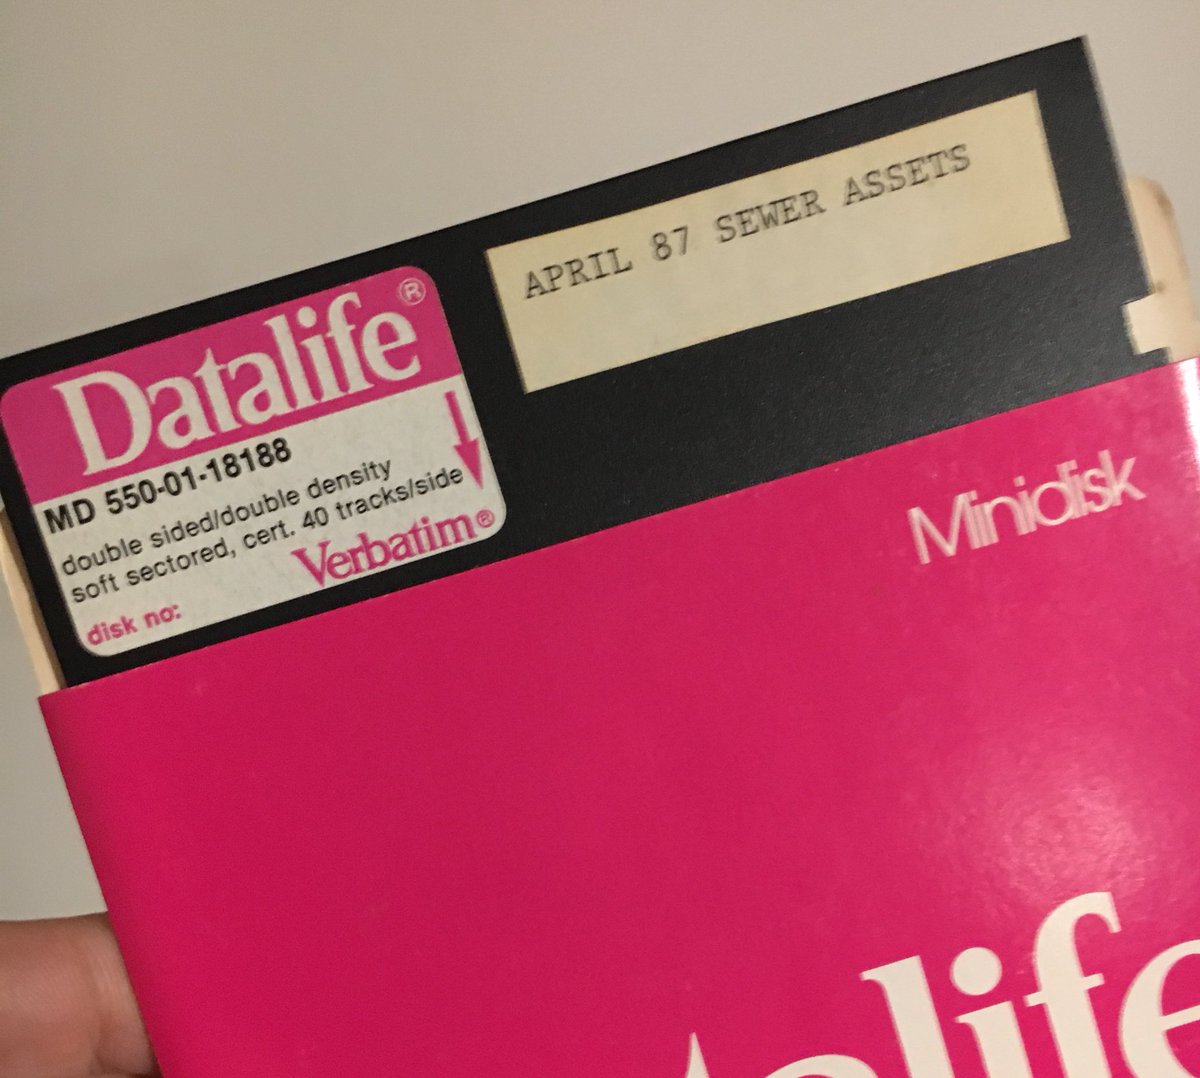 Datalife®
MD 550-01-18188
double sided/double density
soft sectored, cert. 40 tracks/side
Verbatim®
disk no:
APRIL 87 SEWER ASSETS
Minidisk
alife